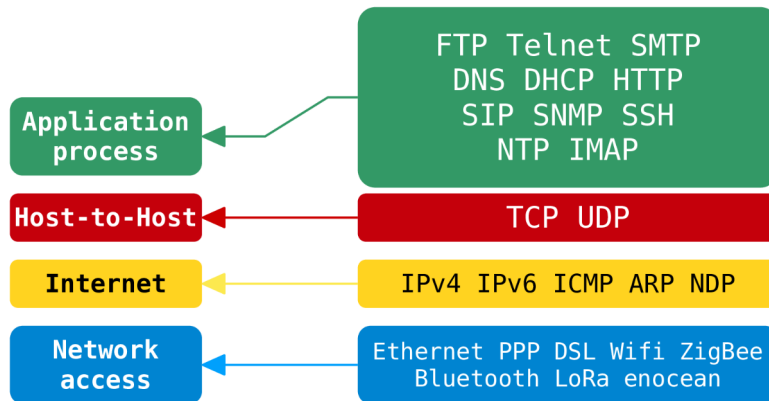 FTP Telnet SMTP
DNS DHCP HTTP
SIP SNMP SSH
NTP IMAP
Application
process
Host-to-Host
TCP UDP
Internet
IPv4 IPv6 ICMP ARP NDP
Network
access
Ethernet PPP DSL Wifi ZigBee
Bluetooth LoRa enocean